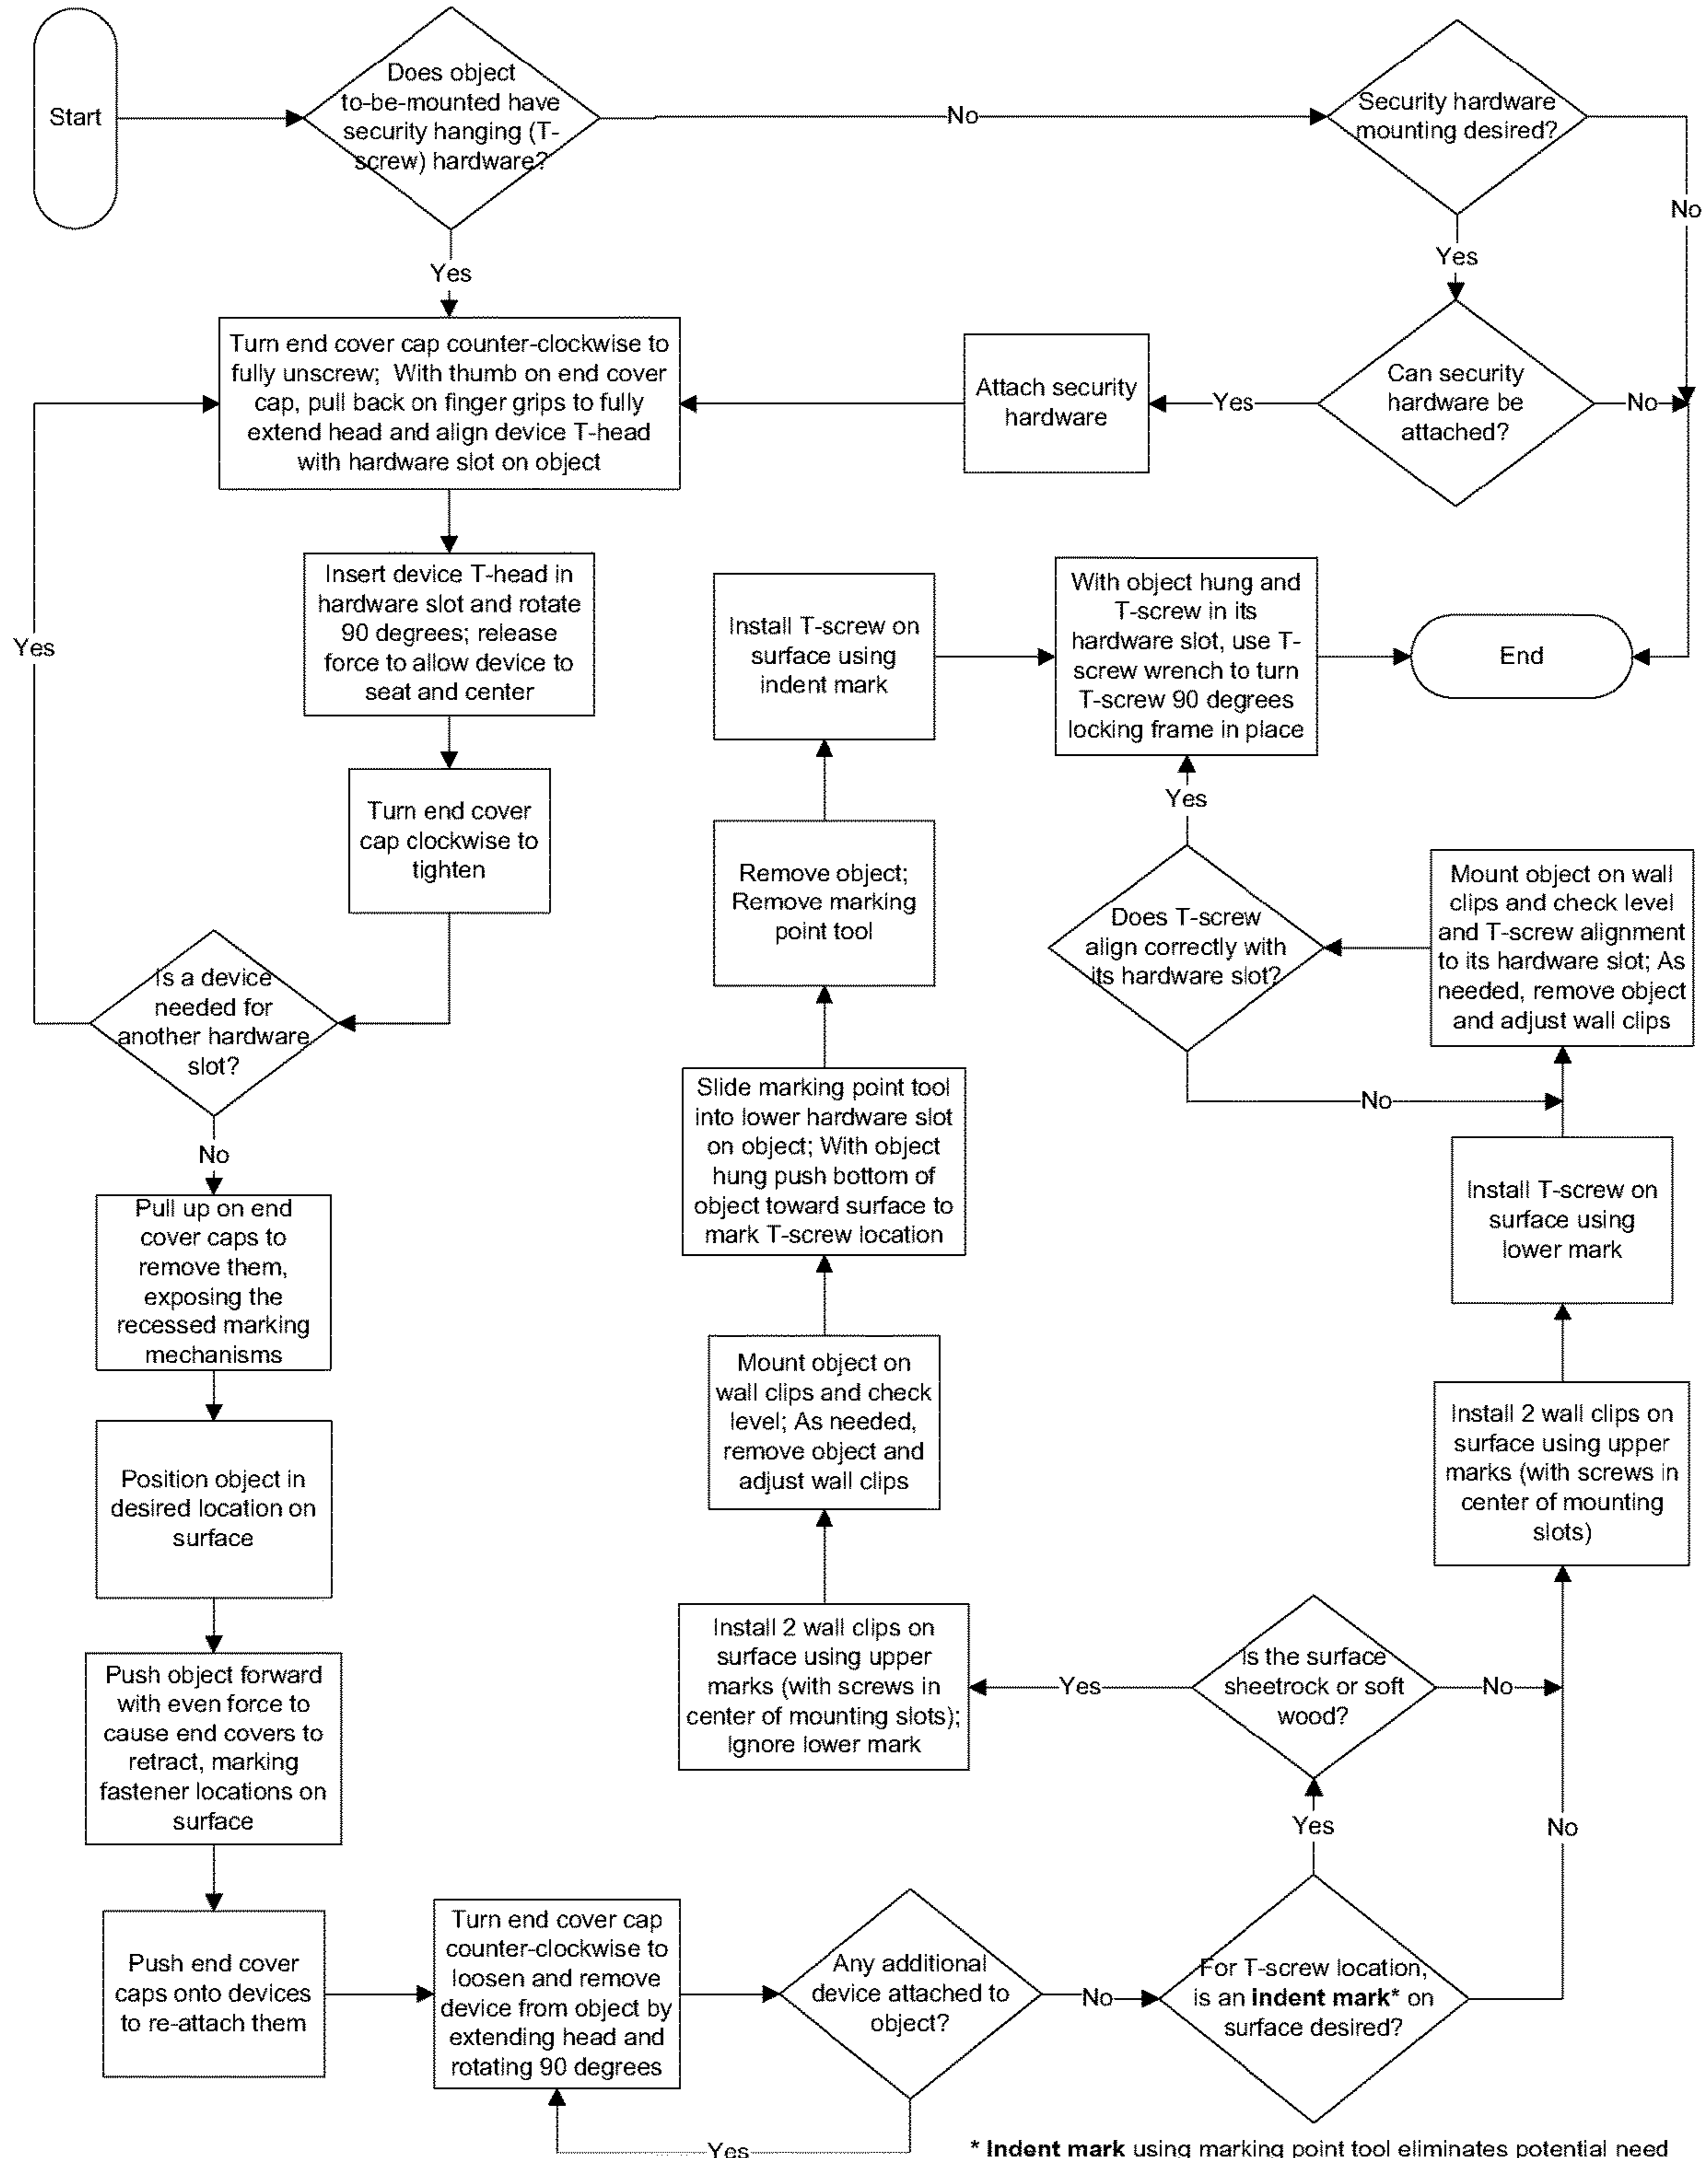 Start
Does object
to-be-mounted have
security hanging (T-
screw) hardware?
No
Security hardware
mounting desired?
No
Yes
Yes
Turn end cover cap counter-clockwise to
fully unscrew;  With thumb on end cover
cap, pull back on finger grips to fully
extend head and align device T-head
with hardware slot on object
Attach security
hardware
Yes
Can security
hardware be
attached?
No
Insert device T-head in
hardware slot and rotate
90 degrees; release
force to allow device to
seat and center
Yes
Install T-screw on
surface using
indent mark
With object hung and
T-screw in its
hardware slot, use T-
screw wrench to turn
T-screw 90 degrees
locking frame in place
End
Turn end cover
cap clockwise to
tighten
Yes
Remove object;
Remove marking
point tool
Does T-screw
align correctly with
its hardware slot?
Mount object on wall
clips and check level
and T-screw alignment
to its hardware slot; As
needed, remove object
and adjust wall clips
Is a device
needed for
another hardware
slot?
No
No
Slide marking point tool
into lower hardware slot
on object; With object
hung push bottom of
object toward surface to
mark T-screw location
Install T-screw on
surface using
lower mark
Pull up on end
cover caps to
remove them,
exposing the
recessed marking
mechanisms
Mount object on
wall clips and check
level; As needed,
remove object and
adjust wall clips
Install 2 wall clips on
surface using upper
marks (with screws in
center of mounting
slots)
Position object in
desired location on
surface
Install 2 wall clips on
surface using upper
marks (with screws in
center of mounting slots);
Ignore lower mark
Yes
Is the surface
sheetrock or soft
wood?
No
Push object forward
with even force to
cause end covers to
retract, marking
fastener locations on
surface
Yes
No
Push end cover
caps onto devices
to re-attach them
Turn end cover cap
counter-clockwise to
loosen and remove
device from object by
extending head and
rotating 90 degrees
Any additional
device attached to
object?
No
For T-screw location,
is an indent mark* on
surface desired?
Yes
* Indent mark using marking point tool eliminates potential need